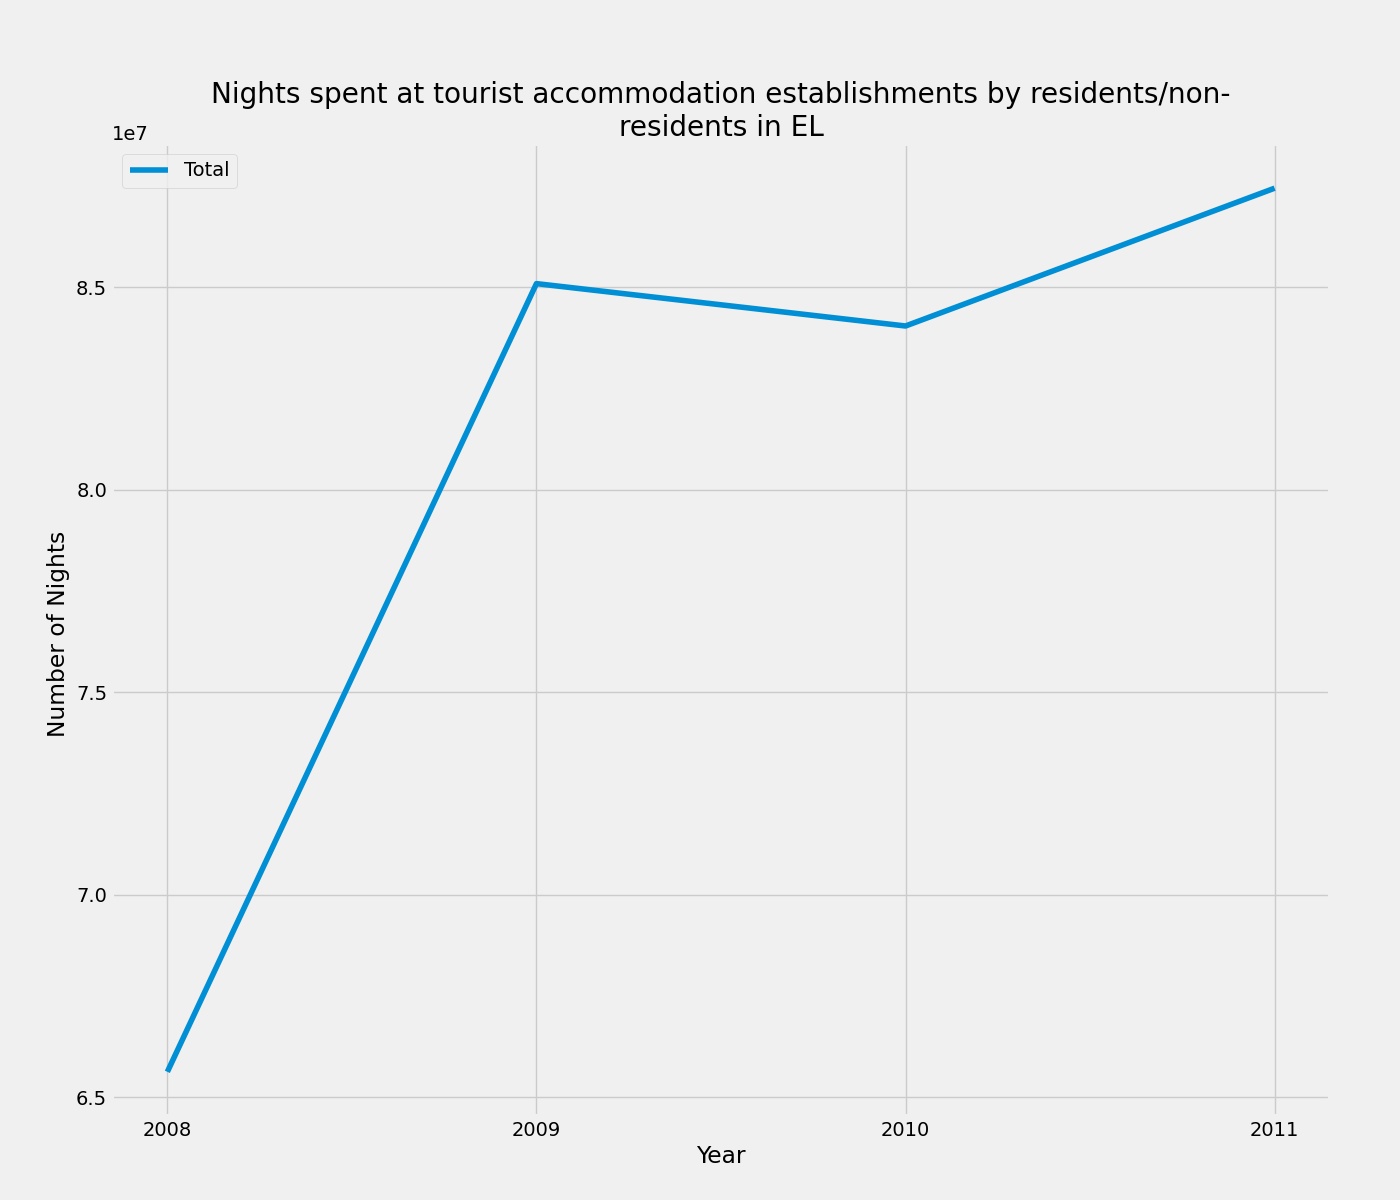 Nights spent at tourist accommodation establishments by residents/non-
residents in EL
1e7
Total
8.5
8.0
7.5
7.0
6.5
Number of Nights
2008
2009
2010
2011
Year